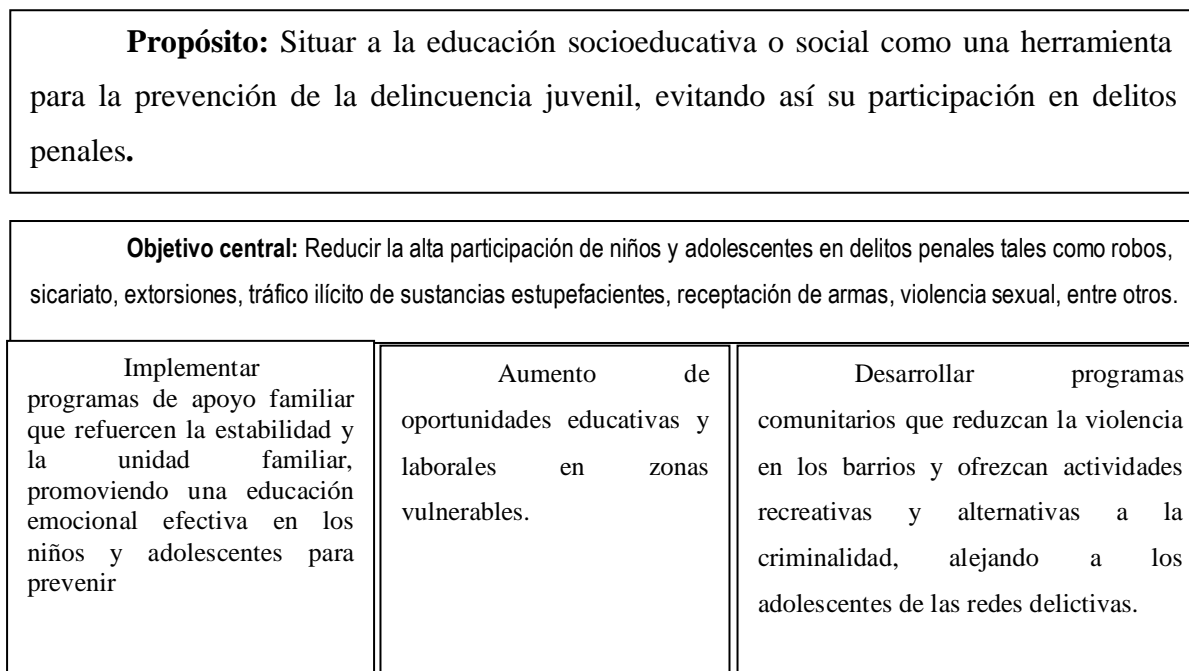 Propósito: Situar a la educación socioeducativa o social como una herramienta
para la prevención de la delincuencia juvenil, evitando así su participación en delitos
penales.
Objetivo central: Reducir la alta participación de niños y adolescentes en delitos penales tales como robos,
sicariato, extorsiones, tráfico ilícito de sustancias estupefacientes, receptación de armas, violencia sexual, entre otros.
Implementar
programas de apoyo familiar
que refuercen la estabilidad y
la unidad familiar,
promoviendo una educación
emocional efectiva en los
niños y adolescentes para
prevenir
Aumento de
oportunidades educativas y
laborales en zonas
vulnerables.
Desarrollar programas
comunitarios que reduzcan la violencia
en los barrios y ofrezcan actividades
recreativas y alternativas a la
criminalidad, alejando a los
adolescentes de las redes delictivas.